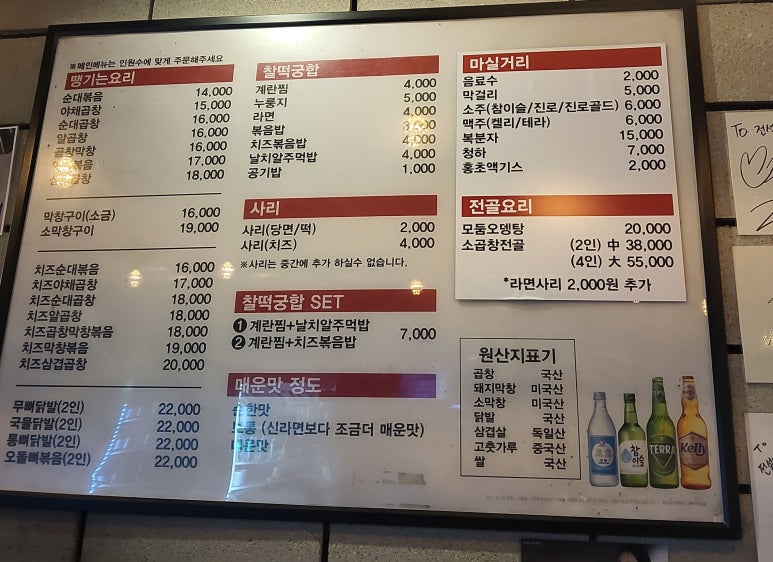 ※메인메뉴는 인원수에 맞게 주문해주세요
땡기는요리
순대볶음 14,000
야채곱창 15,000
순대곱창 16,000
알곱창 16,000
곱창막창 16,000
17,000
곱창 18,000
막창구이(소금) 16,000
소막창구이 19,000
치즈순대볶음 16,000
치즈야채곱창 17,000
치즈순대곱창 18,000
치즈알곱창 18,000
치즈곱창막창볶음 18,000
치즈막창볶음 19,000
치즈삼겹곱창 20,000
무뼈닭발(2인) 22,000
국물닭발(2인) 22,000
통뼈닭발(2인) 22,000
오돌뼈볶음(2인) 22,000
찰떡궁합
계란찜 4,000
누룽지 5,000
라면 4,000
볶음밥
치즈볶음밥 4,000
날치알주먹밥 4,000
공기밥 1,000
사리
사리(당면/떡) 2,000
사리(치즈) 4,000
※사리는 중간에 추가 하실수 없습니다.
찰떡궁합 SET
❶ 계란찜+날치알주먹밥 7,000
❷ 계란찜+치즈볶음밥
매운맛 정도
순한맛
보통 (신라면보다 조금더 매운맛)
매운맛
마실거리
음료수 2,000
막걸리 5,000
소주(참이슬/진로/진로골드) 6,000
맥주(켈리/테라) 6,000
복분자 15,000
청하 7,000
홍초액기스 2,000
전골요리
모둠오뎅탕 20,000
소곱창전골 (2인) 中 38,000
(4인) 大 55,000
*라면사리 2,000원 추가
원산지표기
곱창 국산
돼지막창 미국산
소막창 미국산
닭발 국산
삼겹살 독일산
고춧가루 중국산
쌀 국산
참이슬
TERRA
Kelly
To 전
To
전